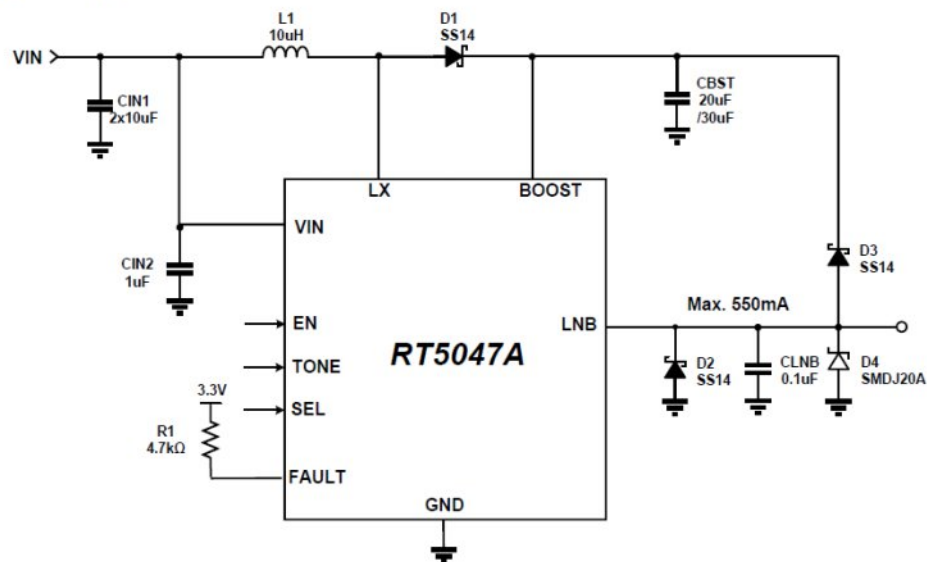 L1
10uH
D1
SS14
VIN
CIN1
2x10uF
CBST
20uF
/30uF
LX
BOOST
VIN
CIN2
1uF
D3
SS14
Max. 550mA
EN
LNB
RT5047A
TONE
D2
SS14
CLNB
0.1uF
D4
SMDJ20A
3.3V
SEL
R1
4.7kΩ
FAULT
GND